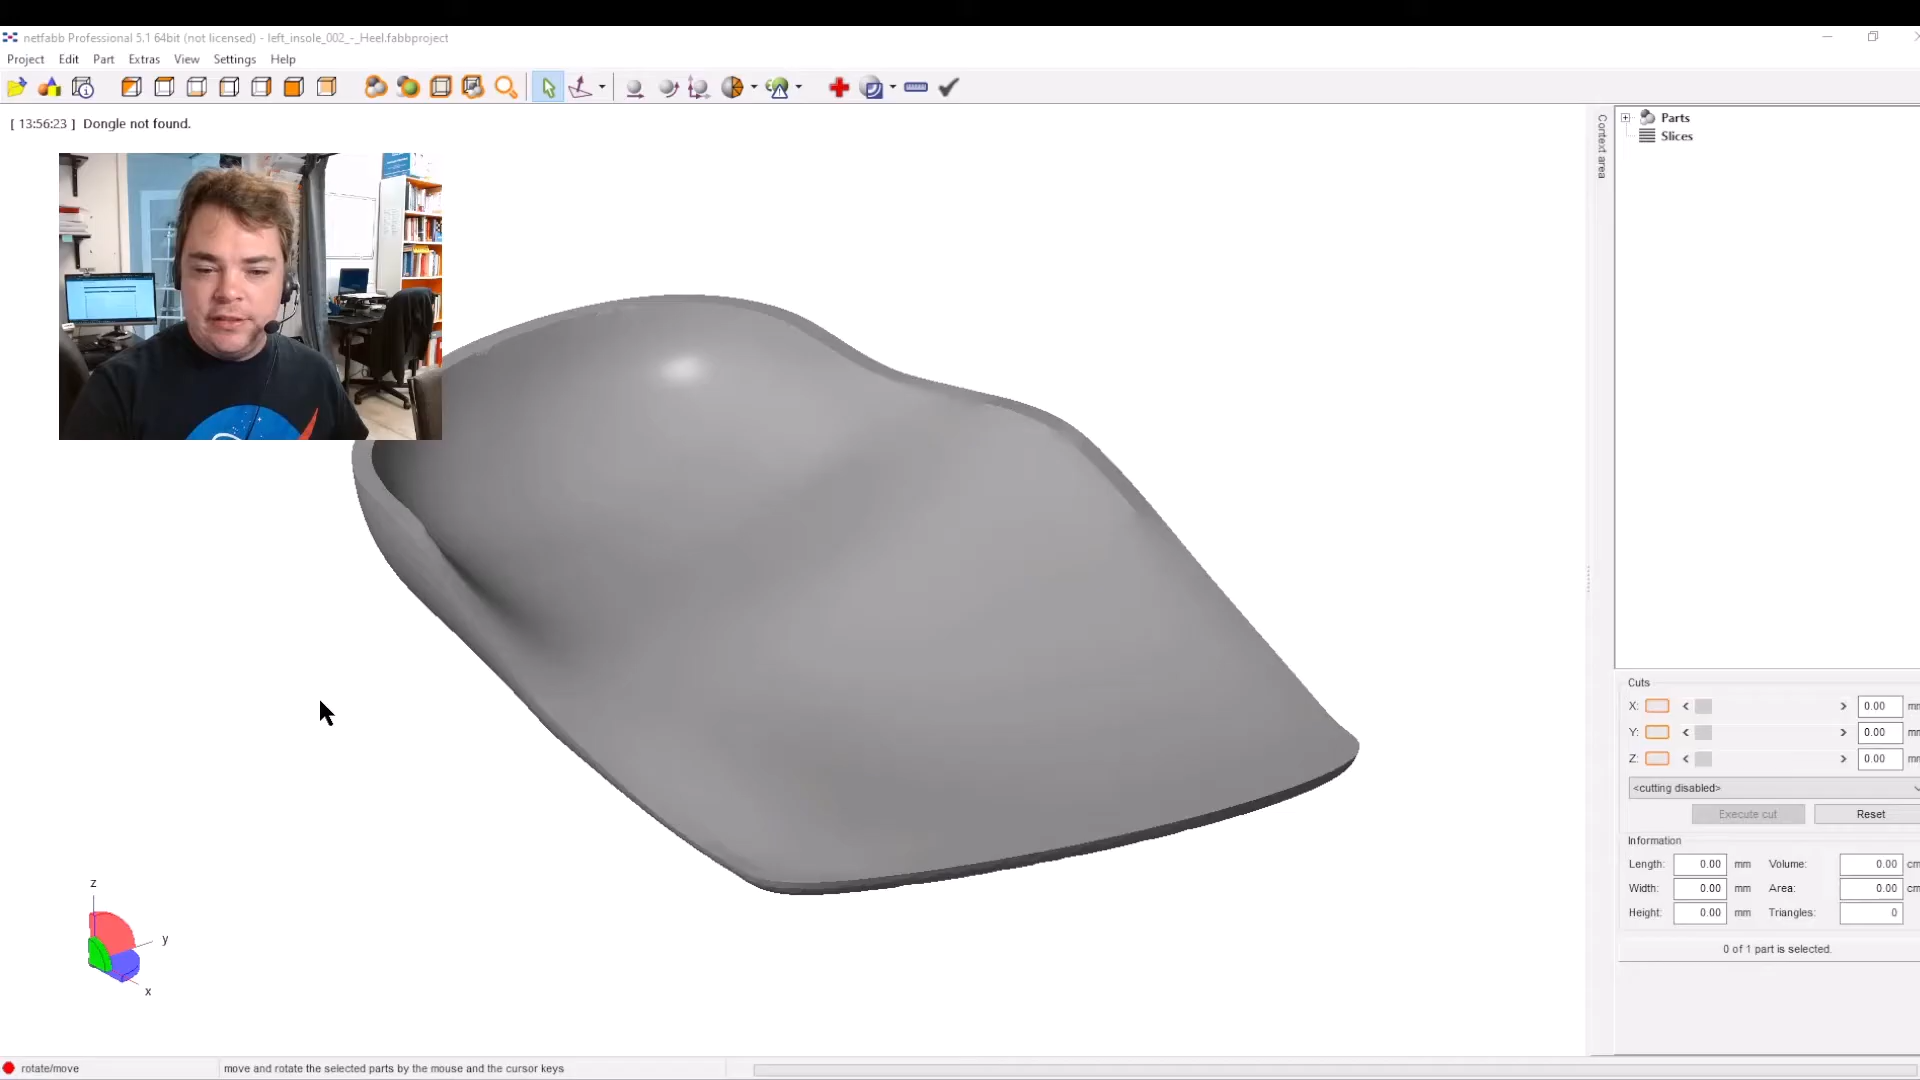 netfabb Professional 5.1 64bit (not licensed) - left_insole_002_-_Heel.fabbproject
Project Edit Part Extras View Settings Help
[ 13:56:23 ] Dongle not found.
Context area
Parts
Slices
Cuts
X: < > 0.00 mm
Y: < > 0.00 mm
Z: < > 0.00 mm
<cutting disabled>
Execute cut Reset
Information
Length: 0.00 mm Volume: 0.00 cm
Width: 0.00 mm Area: 0.00 cm
Height: 0.00 mm Triangles: 0
0 of 1 part is selected.
z
y
x
rotate/move move and rotate the selected parts by the mouse and the cursor keys